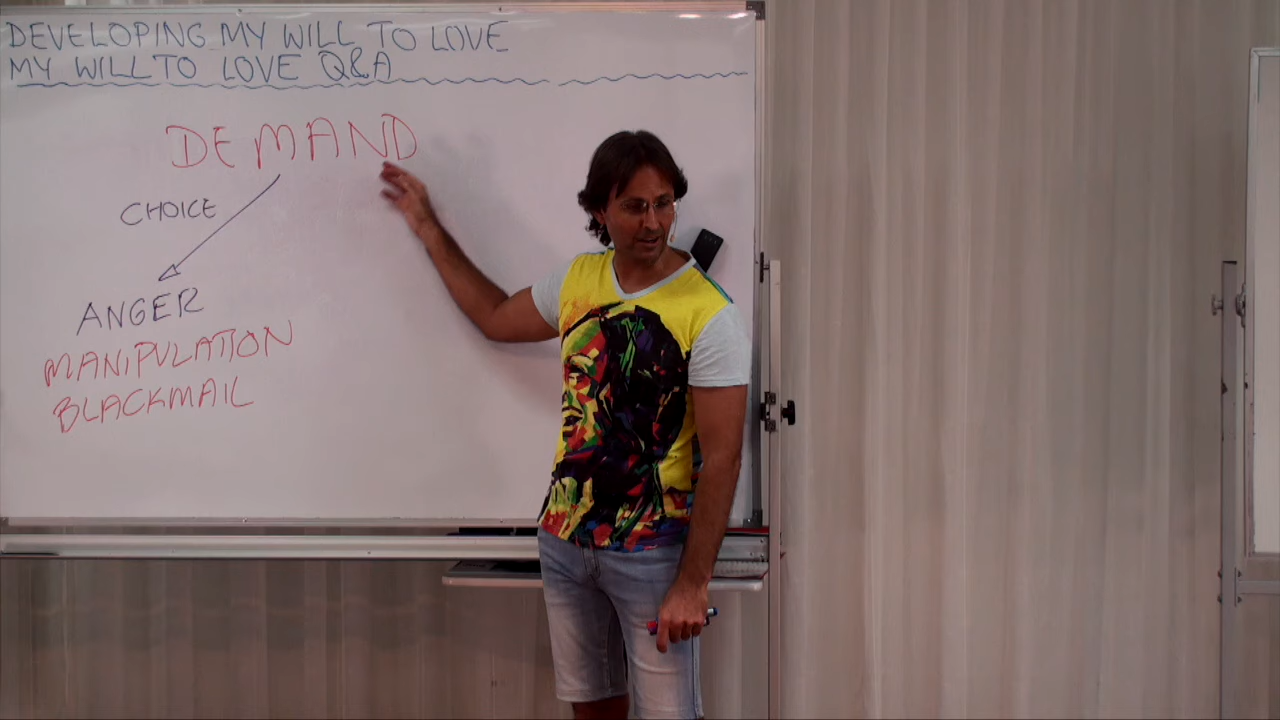 DEVELOPING MY WILL TO LOVE
MY WILL TO LOVE Q&A
DEMAND
CHOICE
ANGER
MANIPULATION
BLACKMAIL